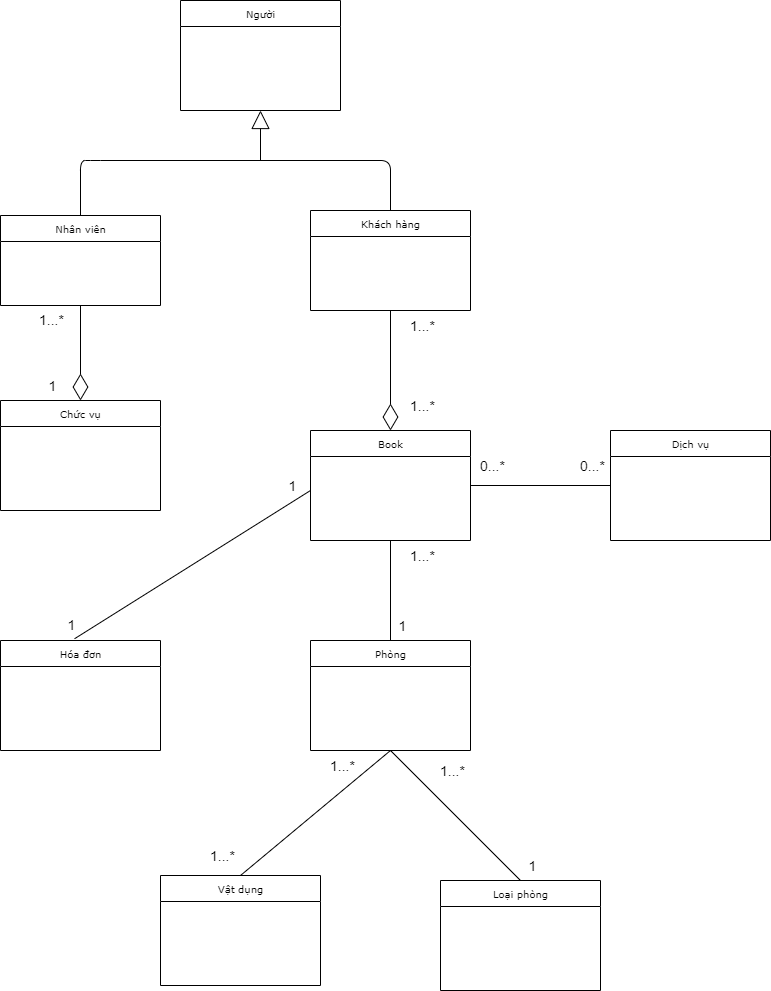 Người
Nhân viên
Khách hàng
1...*
1...*
1
1...*
Chức vụ
Book
Dịch vụ
0...*
0...*
1
1...*
1
1
Hóa đơn
Phòng
1...*
1...*
1...*
1
Vật dụng
Loại phòng